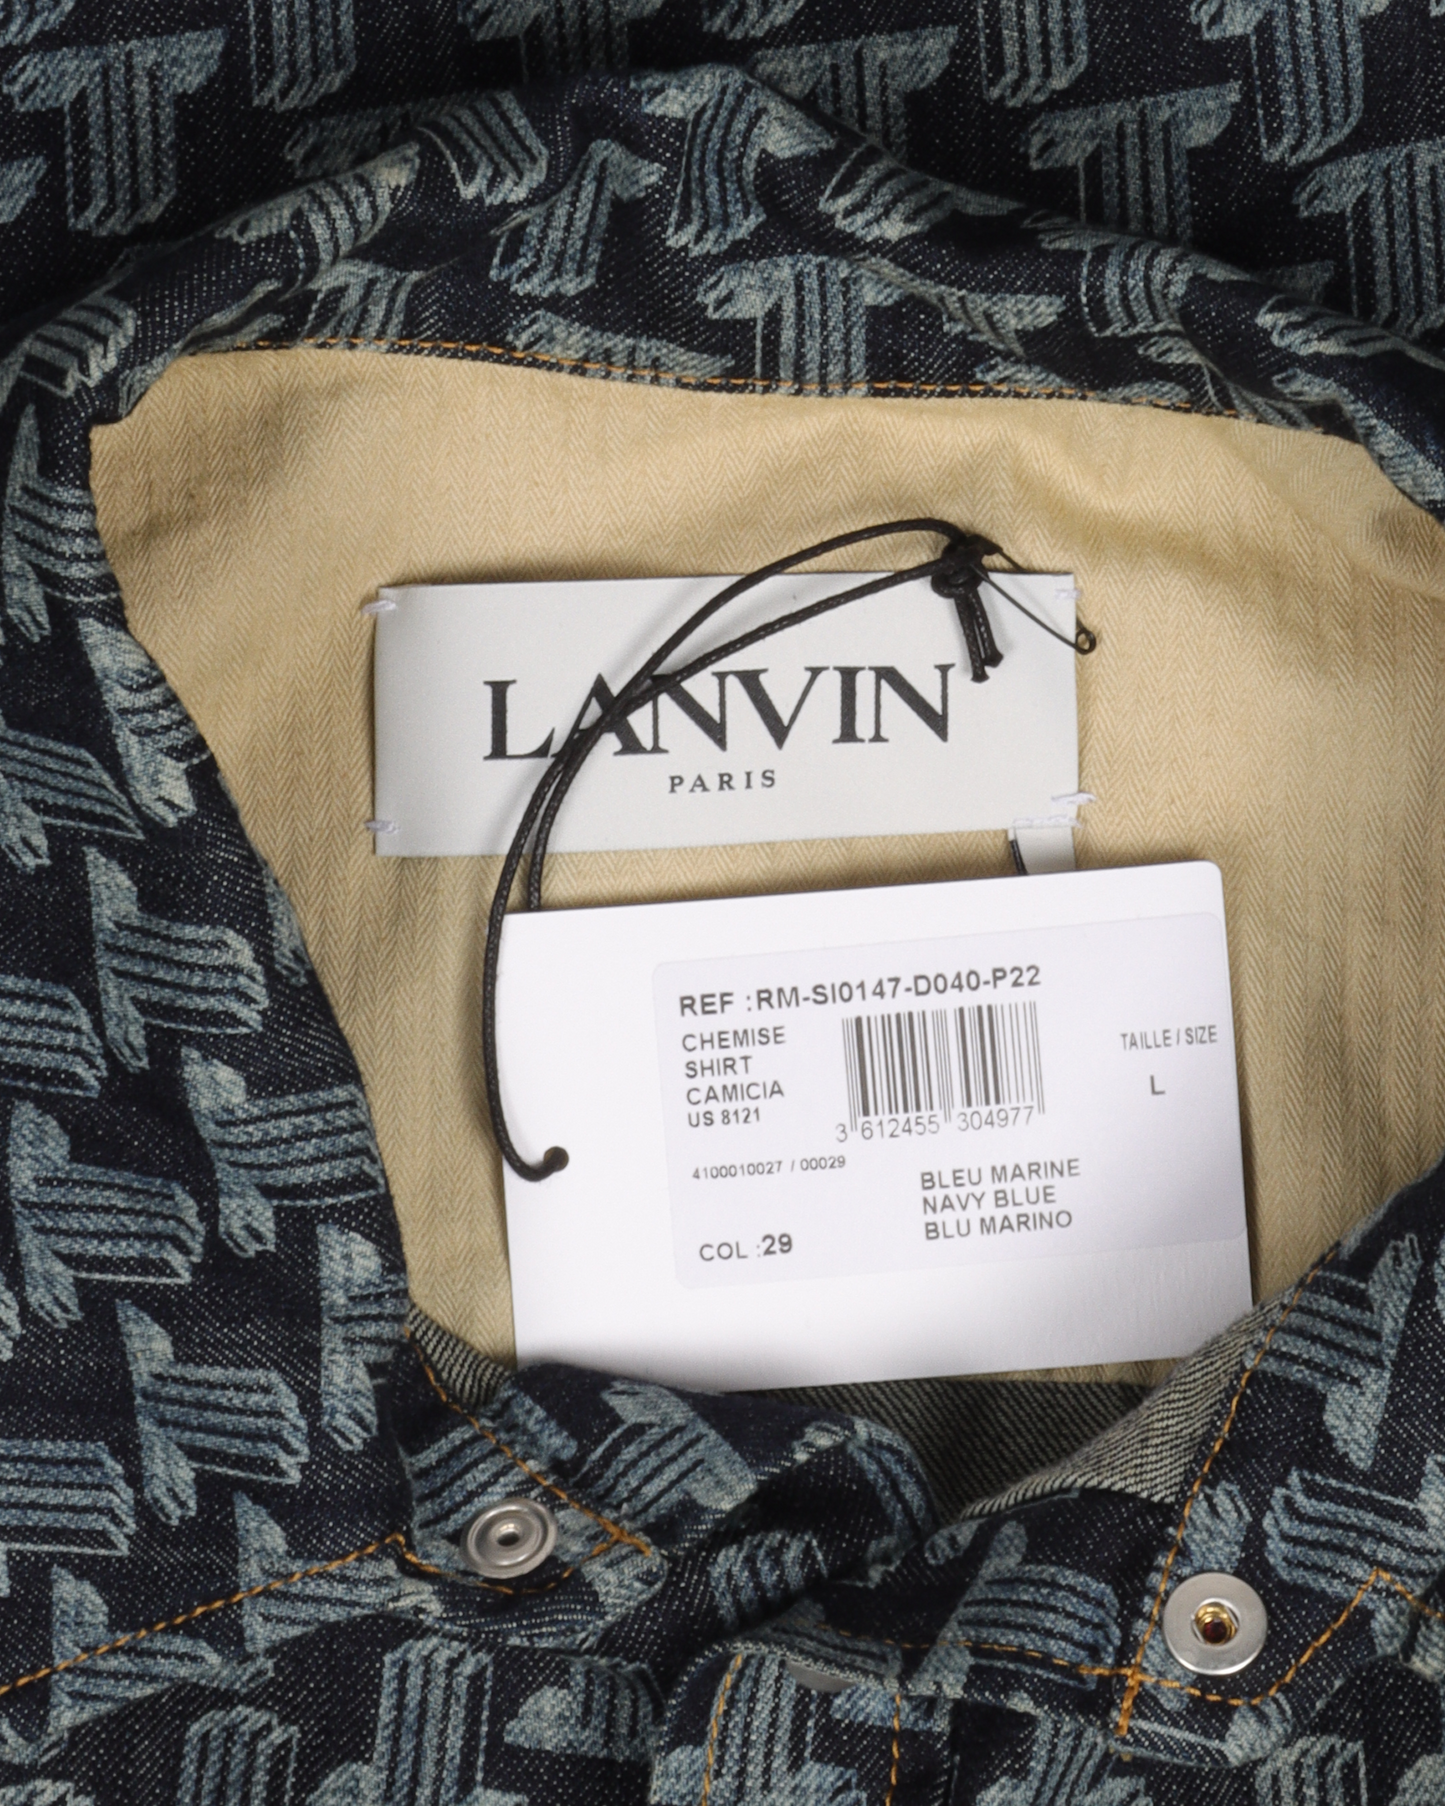 LANVIN
PARIS
REF :RM-SI0147-D040-P22
CHEMISE
SHIRT
CAMICIA
US 8121
3 612455 304977
TAILLE / SIZE
L
4100010027 / 00029
BLEU MARINE
NAVY BLUE
BLU MARINO
COL :29